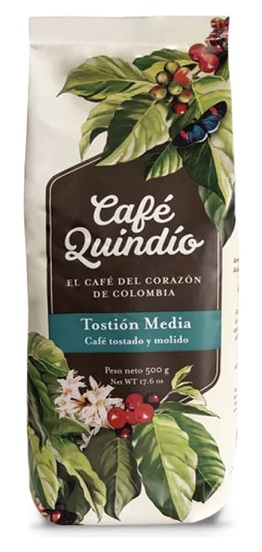 Café
Quindío
EL CAFÉ DEL CORAZÓN
DE COLOMBIA
Tostión Media
Café tostado y molido
Peso neto 500 g
Net WT 17.6 oz